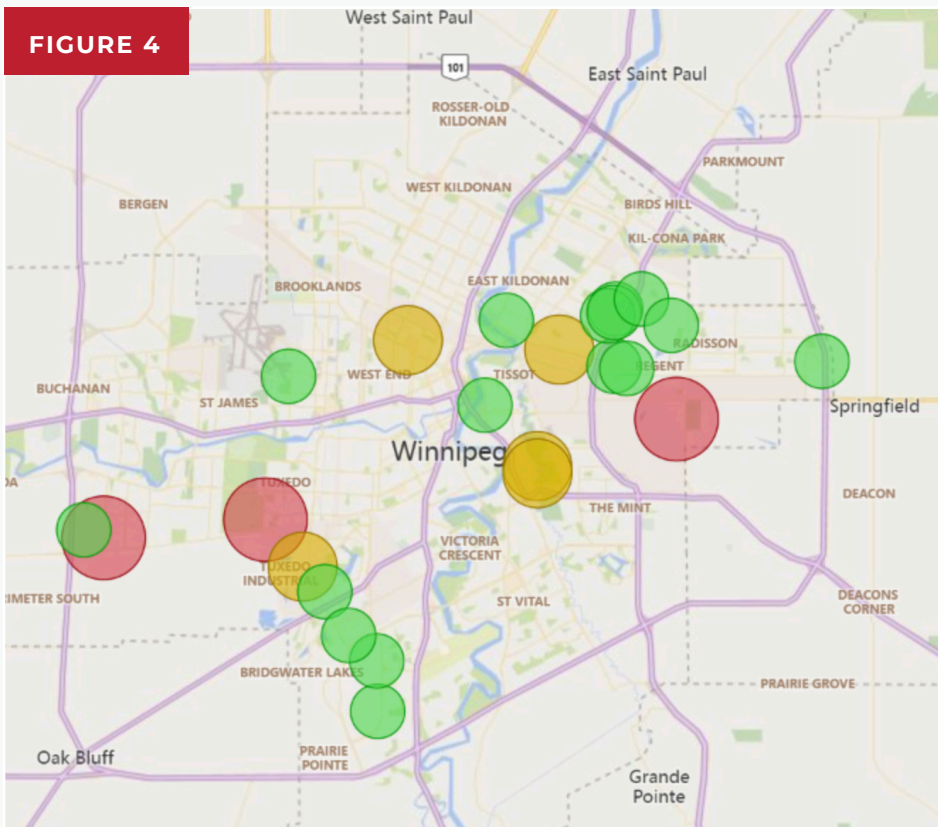 FIGURE 4
West Saint Paul
101
East Saint Paul
ROSSER-OLD
KILDONAN
PARKMOUNT
WEST KILDONAN
BERGEN
BIRDS HILL
KIL-CONA PARK
EAST KILDONAN
BROOKLANDS
RADISSON
REGENT
WEST END
TISSOT
BUCHANAN
ST JAMES
Springfield
Winnipeg
DA
TUXEDO
DEACON
THE MINT
VICTORIA
CRESCENT
TUXEDO
INDUSTRIAL
RIMETER SOUTH
ST VITAL
DEACONS
CORNER
BRIDGWATER LAKES
PRAIRIE GROVE
Oak Bluff
PRAIRIE
POINTE
Grande
Pointe